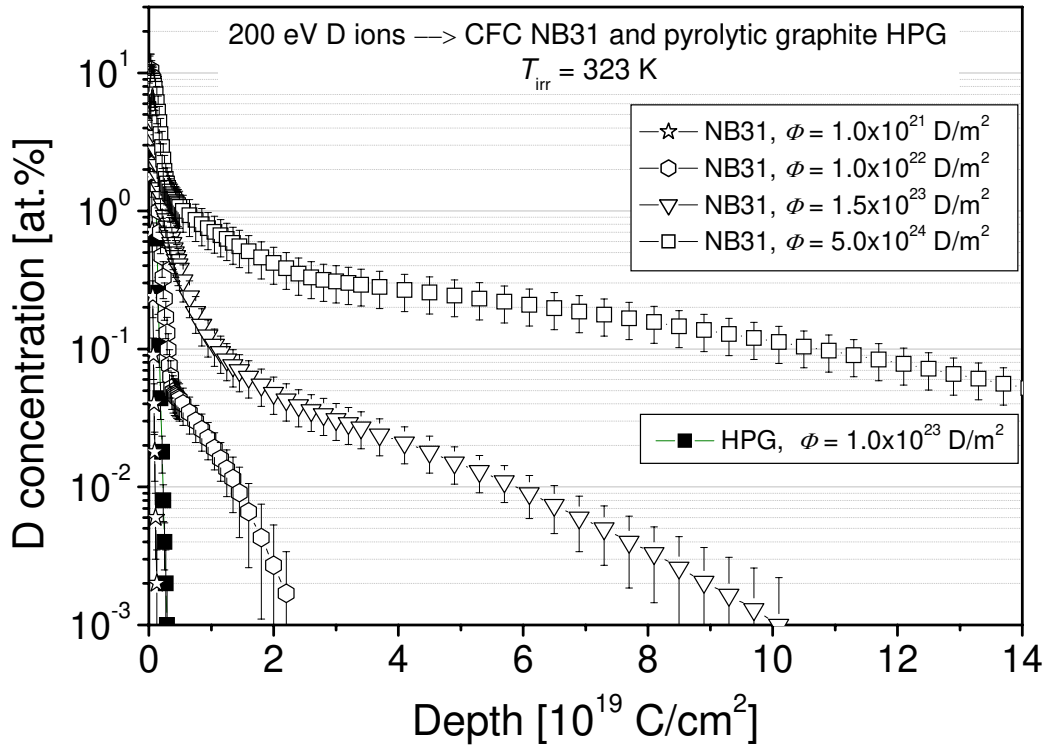 200 eV D ions —> CFC NB31 and pyrolytic graphite HPG
T_irr = 323 K
NB31, Φ = 1.0x10^21 D/m^2
NB31, Φ = 1.0x10^22 D/m^2
NB31, Φ = 1.5x10^23 D/m^2
NB31, Φ = 5.0x10^24 D/m^2
HPG, Φ = 1.0x10^23 D/m^2
D concentration [at.%]
10^1
10^0
10^-1
10^-2
10^-3
0 2 4 6 8 10 12 14
Depth [10^19 C/cm^2]